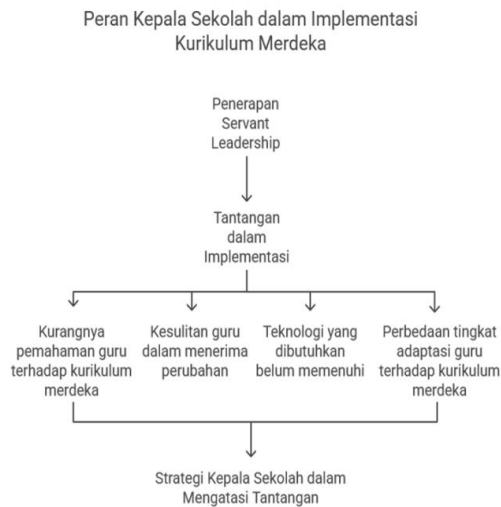 Peran Kepala Sekolah dalam Implementasi
Kurikulum Merdeka
Penerapan
Servant
Leadership
Tantangan
dalam
Implementasi
Kurangnya
pemahaman guru
terhadap kurikulum
merdeka
Kesulitan guru
dalam menerima
perubahan
Teknologi yang
dibutuhkan
belum memenuhi
Perbedaan tingkat
adaptasi guru
terhadap kurikulum
merdeka
Strategi Kepala Sekolah dalam
Mengatasi Tantangan